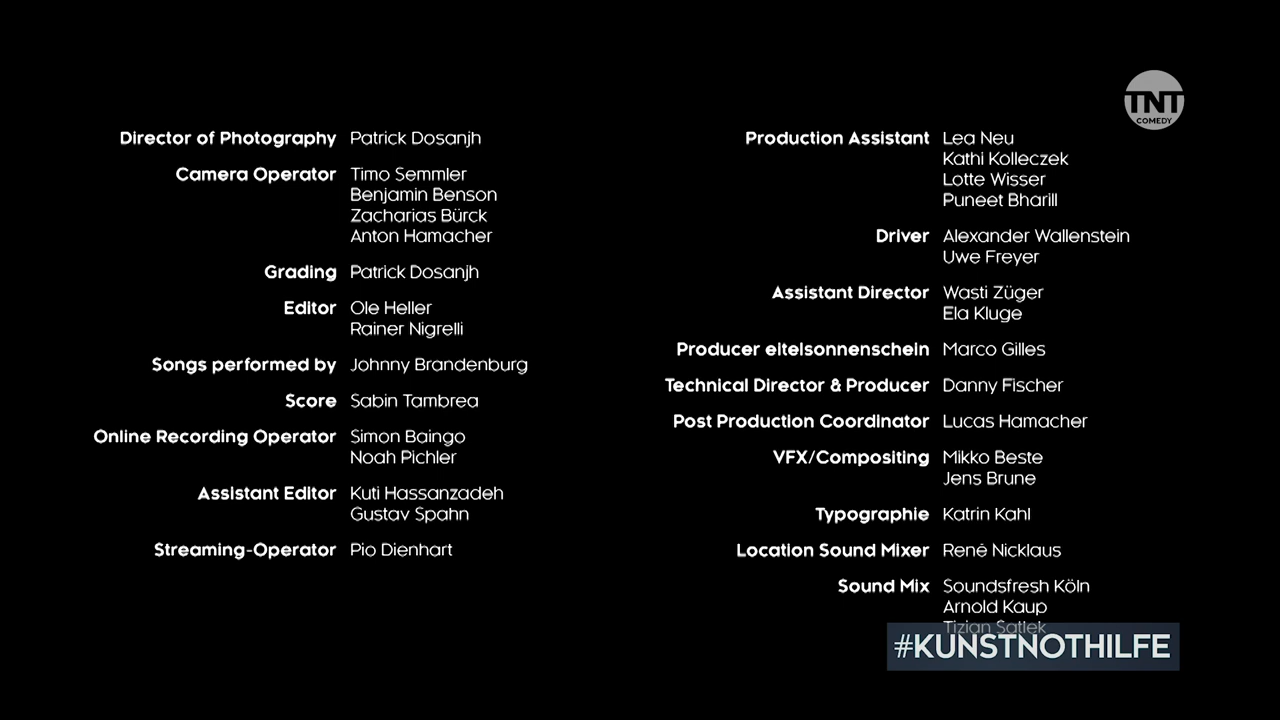 Director of Photography Patrick Dosanjh
Camera Operator Timo Semmler
Benjamin Benson
Zacharias Bürck
Anton Hamacher
Grading Patrick Dosanjh
Editor Ole Heller
Rainer Nigrelli
Songs performed by Johnny Brandenburg
Score Sabin Tambrea
Online Recording Operator Simon Baingo
Noah Pichler
Assistant Editor Kuti Hassanzadeh
Gustav Spahn
Streaming-Operator Pio Dienhart
TNT
COMEDY
Production Assistant Lea Neu
Kathi Kolleczek
Lotte Wisser
Puneet Bharill
Driver Alexander Wallenstein
Uwe Freyer
Assistant Director Wasti Züger
Ela Kluge
Producer eitelsonnenschein Marco Gilles
Technical Director & Producer Danny Fischer
Post Production Coordinator Lucas Hamacher
VFX/Compositing Mikko Beste
Jens Brune
Typographie Katrin Kahl
Location Sound Mixer René Nicklaus
Sound Mix Soundsfresh Köln
Arnold Kaup
Tizian Satlek
#KUNSTNOTHILFE